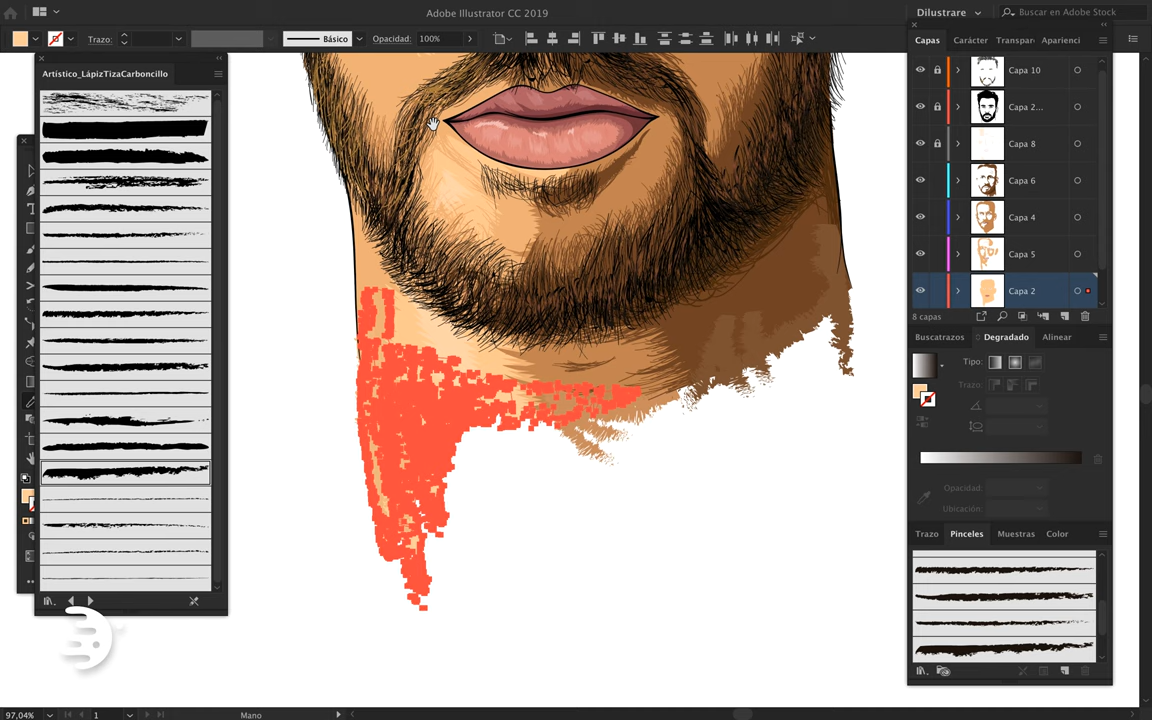 Adobe Illustrator CC 2019
Dilustrare
Buscar en Adobe Stock
Trazo:
Básico
Opacidad:
100%
Artístico_LápizTizaCarboncillo
Capas
Carácter
Transpar
Aparienci
Capa 10
Capa 2...
Capa 8
Capa 6
Capa 4
Capa 5
Capa 2
8 capas
Buscatrazos
Degradado
Alinear
Tipo:
Trazo:
Opacidad:
Ubicación:
Trazo
Pinceles
Muestras
Color
97,04%
1
Mano